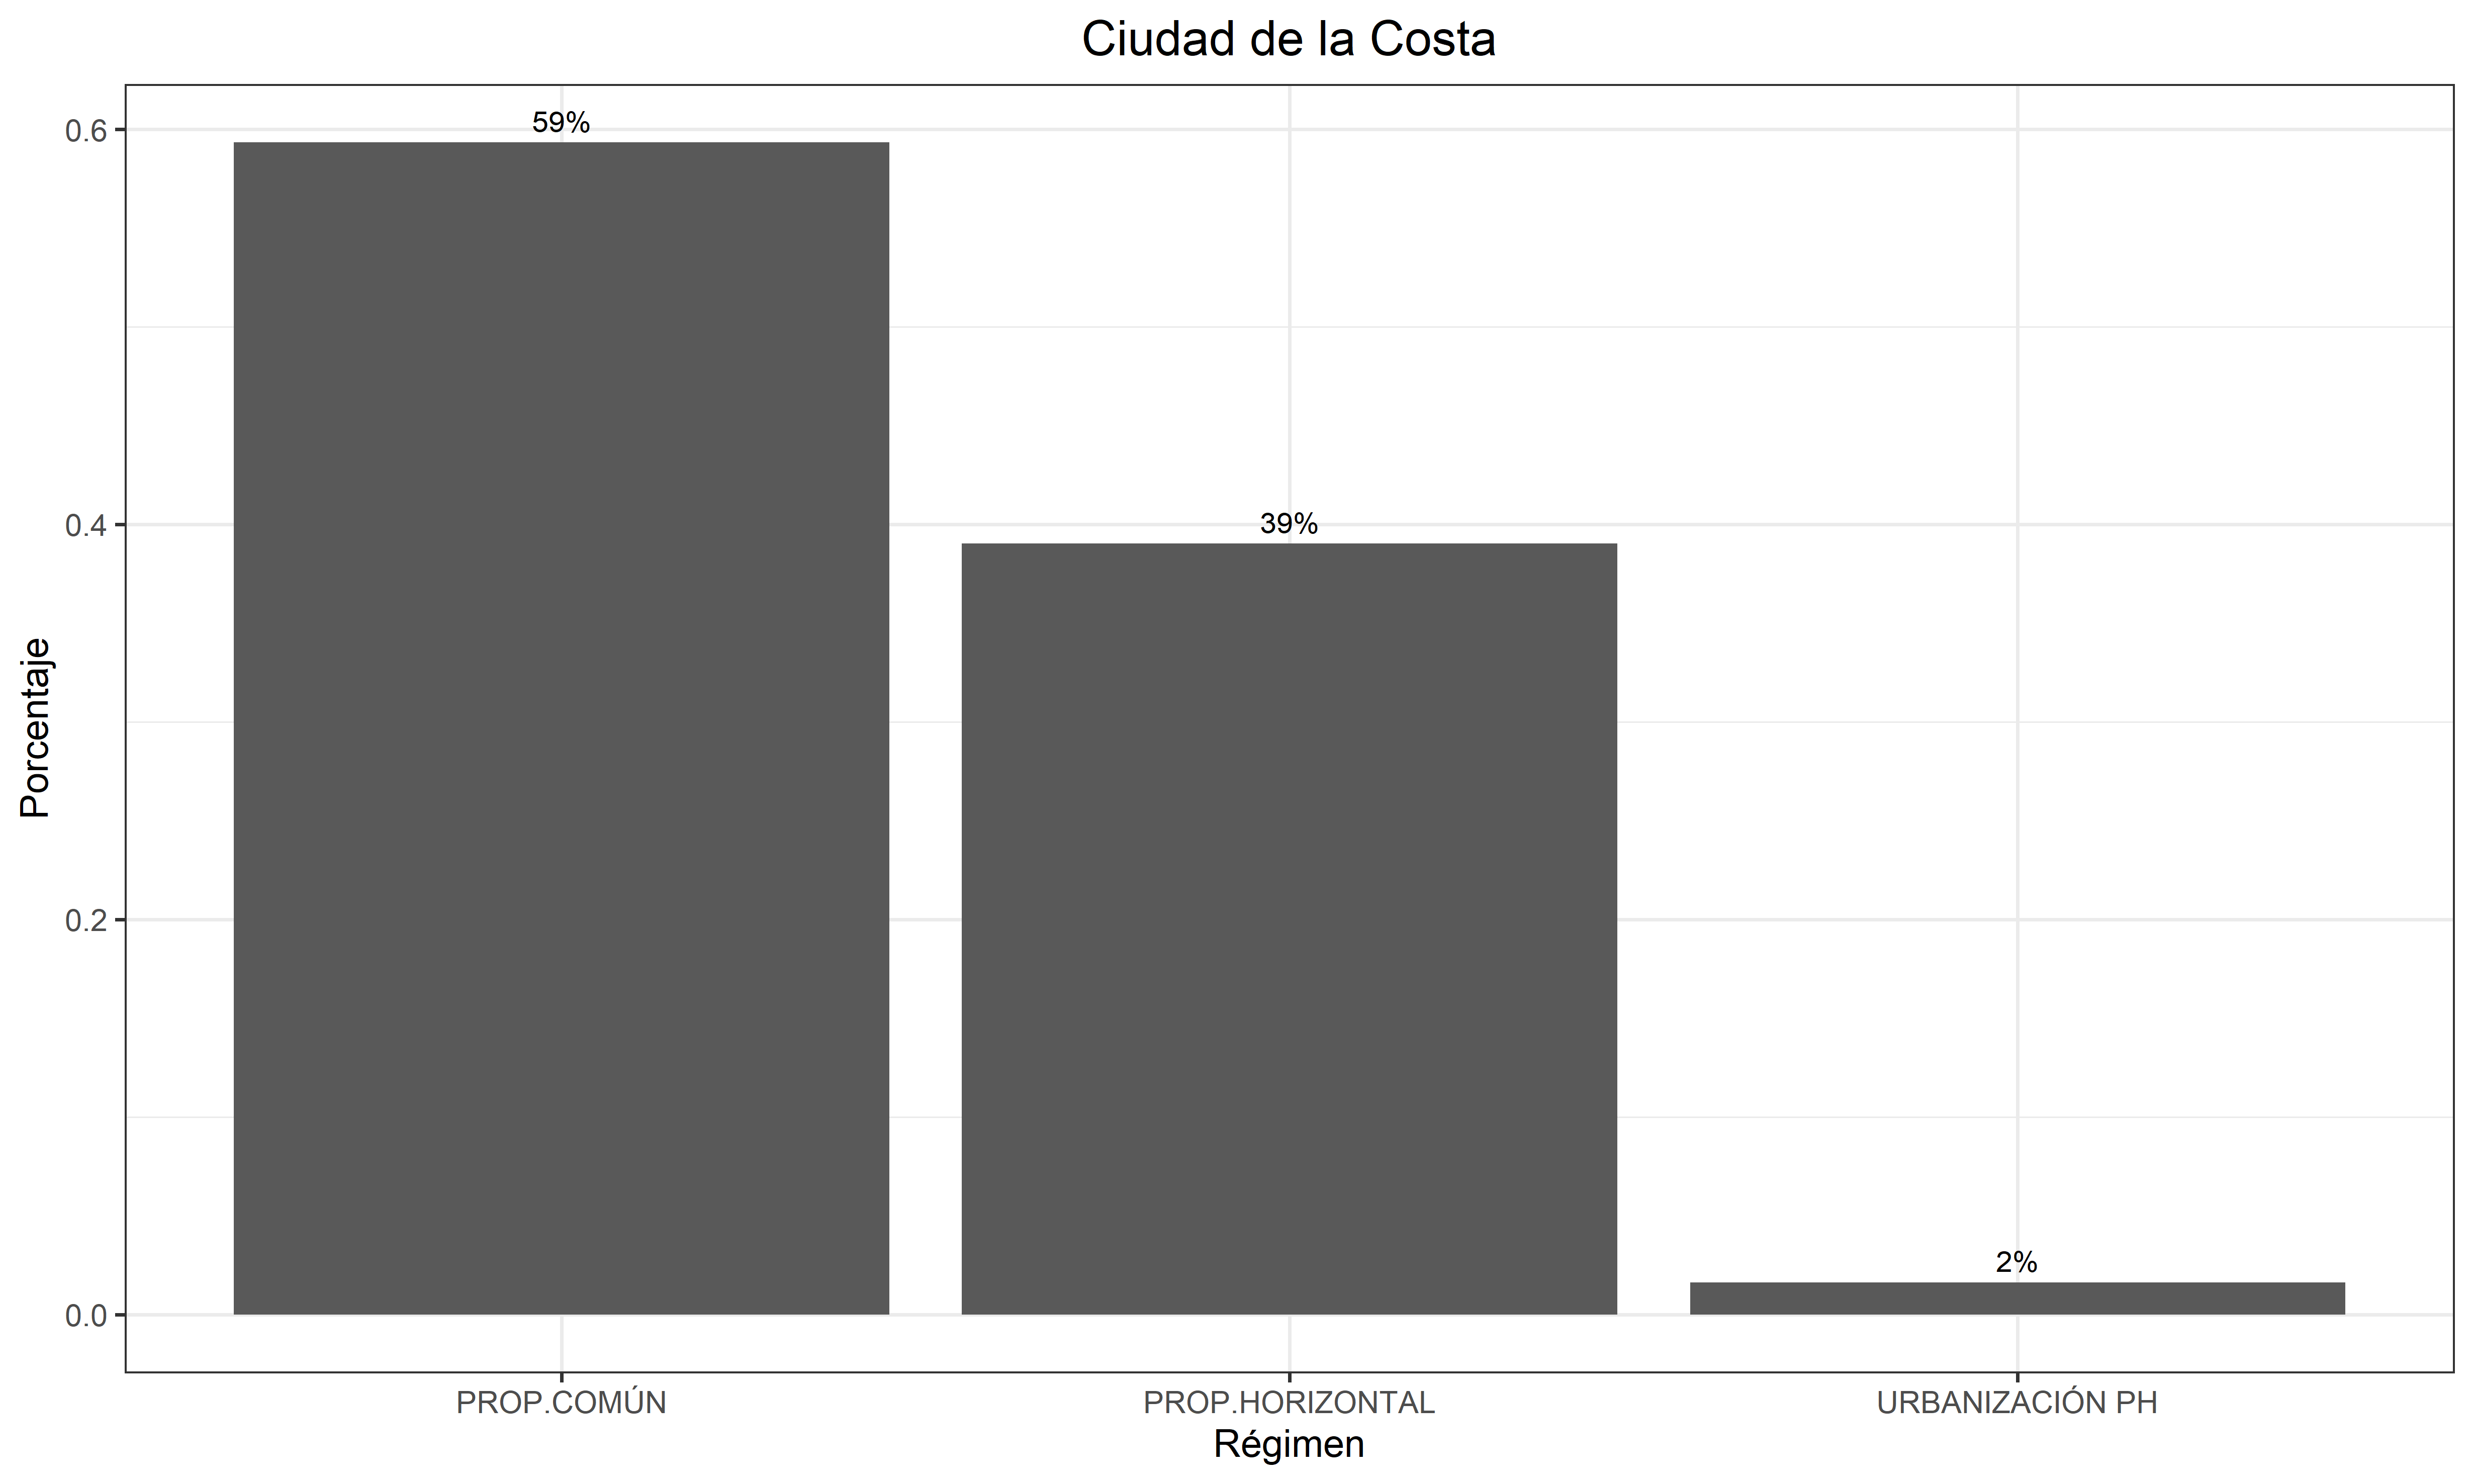 Ciudad de la Costa
Porcentaje
0.6
0.4
0.2
0.0
59%
39%
2%
PROP.COMÚN
PROP.HORIZONTAL
URBANIZACIÓN PH
Régimen